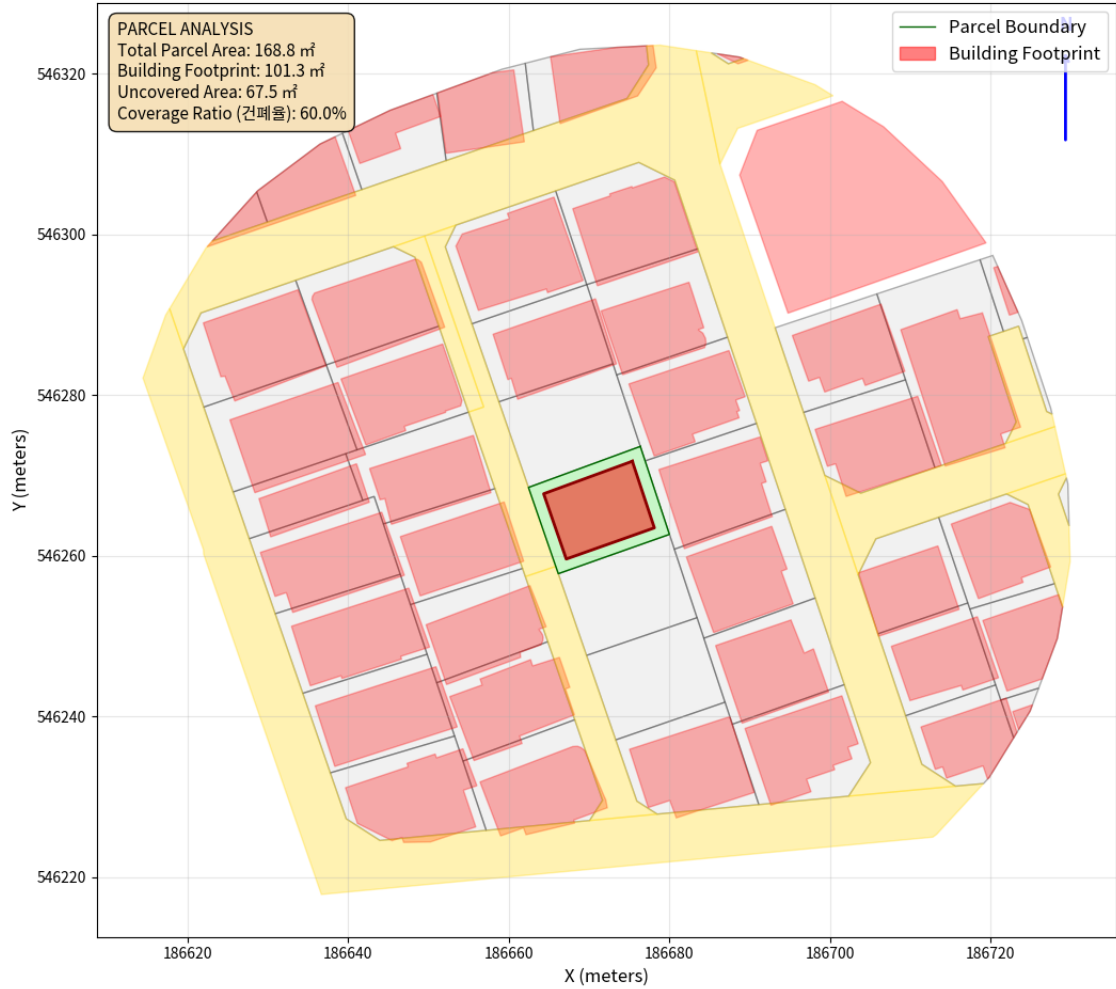 PARCEL ANALYSIS
Total Parcel Area: 168.8 ㎡
Building Footprint: 101.3 ㎡
Uncovered Area: 67.5 ㎡
Coverage Ratio (건폐율): 60.0%
Parcel Boundary
Building Footprint
N
546320
546300
546280
546260
546240
546220
Y (meters)
186620
186640
186660
186680
186700
186720
X (meters)